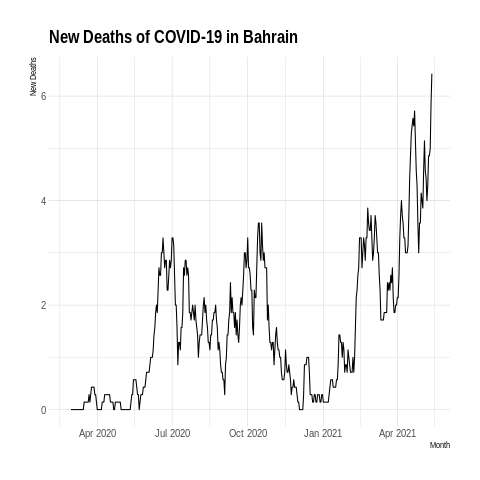 New Deaths of COVID-19 in Bahrain
New Deaths
6
4
2
0
Apr 2020 Jul 2020 Oct 2020 Jan 2021 Apr 2021
Month